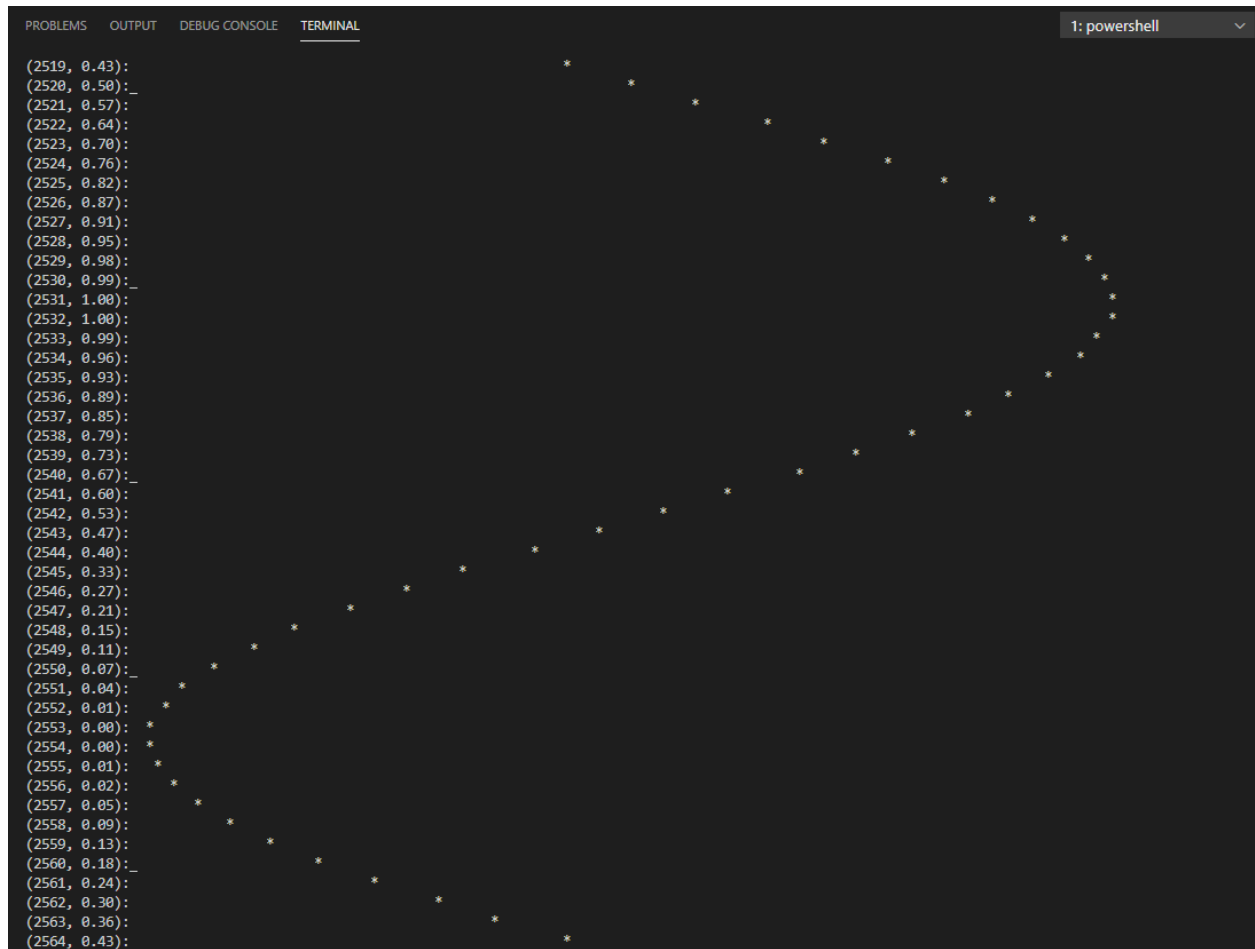 PROBLEMS OUTPUT DEBUG CONSOLE TERMINAL 1: powershell
(2519, 0.43): *
(2520, 0.50):_ *
(2521, 0.57): *
(2522, 0.64): *
(2523, 0.70): *
(2524, 0.76): *
(2525, 0.82): *
(2526, 0.87): *
(2527, 0.91): *
(2528, 0.95): *
(2529, 0.98): *
(2530, 0.99):_ *
(2531, 1.00): *
(2532, 1.00): *
(2533, 0.99): *
(2534, 0.96): *
(2535, 0.93): *
(2536, 0.89): *
(2537, 0.85): *
(2538, 0.79): *
(2539, 0.73): *
(2540, 0.67):_ *
(2541, 0.60): *
(2542, 0.53): *
(2543, 0.47): *
(2544, 0.40): *
(2545, 0.33): *
(2546, 0.27): *
(2547, 0.21): *
(2548, 0.15): *
(2549, 0.11): *
(2550, 0.07):_ *
(2551, 0.04): *
(2552, 0.01): *
(2553, 0.00): *
(2554, 0.00): *
(2555, 0.01): *
(2556, 0.02): *
(2557, 0.05): *
(2558, 0.09): *
(2559, 0.13): *
(2560, 0.18):_ *
(2561, 0.24): *
(2562, 0.30): *
(2563, 0.36): *
(2564, 0.43): *